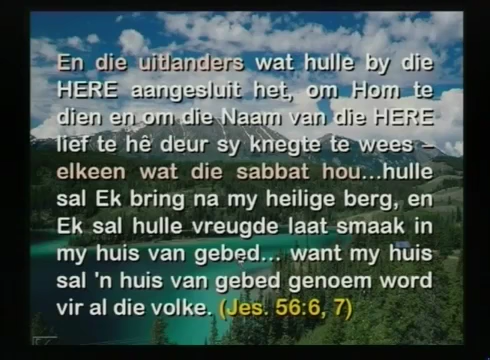 En die uitlanders wat hulle by die
HERE aangesluit het, om Hom te
dien en om die Naam van die HERE
lief te hê deur sy knegte te wees –
elkeen wat die sabbat hou...hulle
sal Ek bring na my heilige berg, en
Ek sal hulle vreugde laat smaak in
my huis van gebed... want my huis
sal 'n huis van gebed genoem word
vir al die volke. (Jes. 56:6, 7)